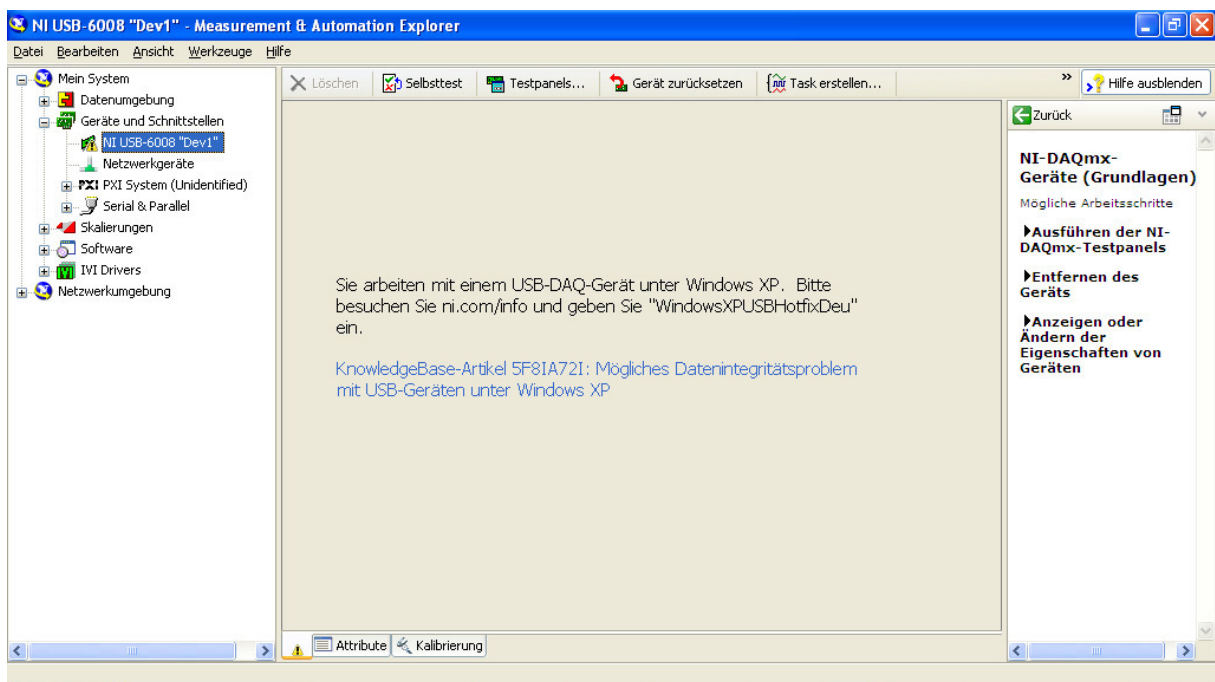 NI USB-6008 "Dev1" - Measurement & Automation Explorer
Datei Bearbeiten Ansicht Werkzeuge Hilfe
Mein System
Datenumgebung
Geräte und Schnittstellen
NI USB-6008 "Dev1"
Netzwerkgeräte
PXI PXI System (Unidentified)
Serial & Parallel
Skalierungen
Software
IVI Drivers
Netzwerkumgebung
Löschen Selbsttest Testpanels... Gerät zurücksetzen Task erstellen... » Hilfe ausblenden
Sie arbeiten mit einem USB-DAQ-Gerät unter Windows XP. Bitte
besuchen Sie ni.com/info und geben Sie "WindowsXPUSBHotfixDeu"
ein.
KnowledgeBase-Artikel 5F8IA72I: Mögliches Datenintegritätsproblem
mit USB-Geräten unter Windows XP
Attribute Kalibrierung
Zurück
NI-DAQmx-
Geräte (Grundlagen)
Mögliche Arbeitsschritte
Ausführen der NI-
DAQmx-Testpanels
Entfernen des
Geräts
Anzeigen oder
Ändern der
Eigenschaften von
Geräten